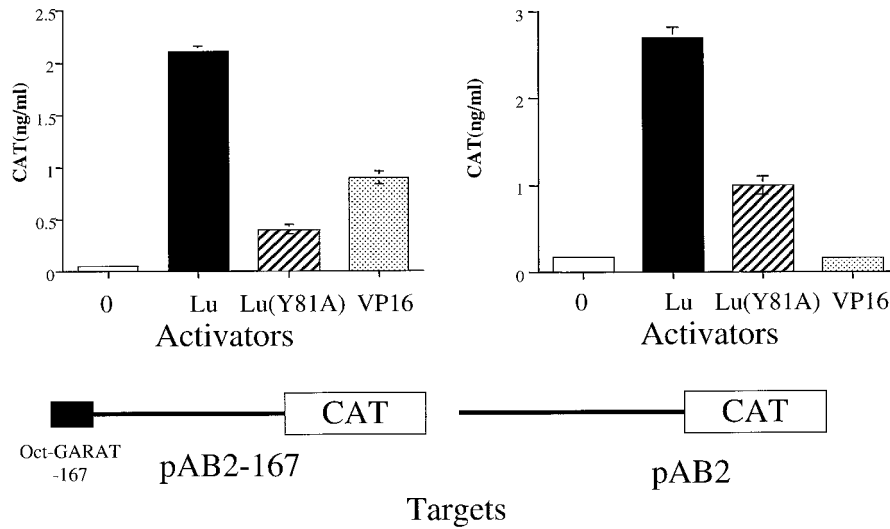 2.5
2
1.5
1
0.5
0
CAT(ng/ml)
0 Lu Lu(Y81A) VP16
Activators
3
2
1
0
CAT(ng/ml)
0 Lu Lu(Y81A) VP16
Activators
CAT
Oct-GARAT
-167
pAB2-167
CAT
pAB2
Targets